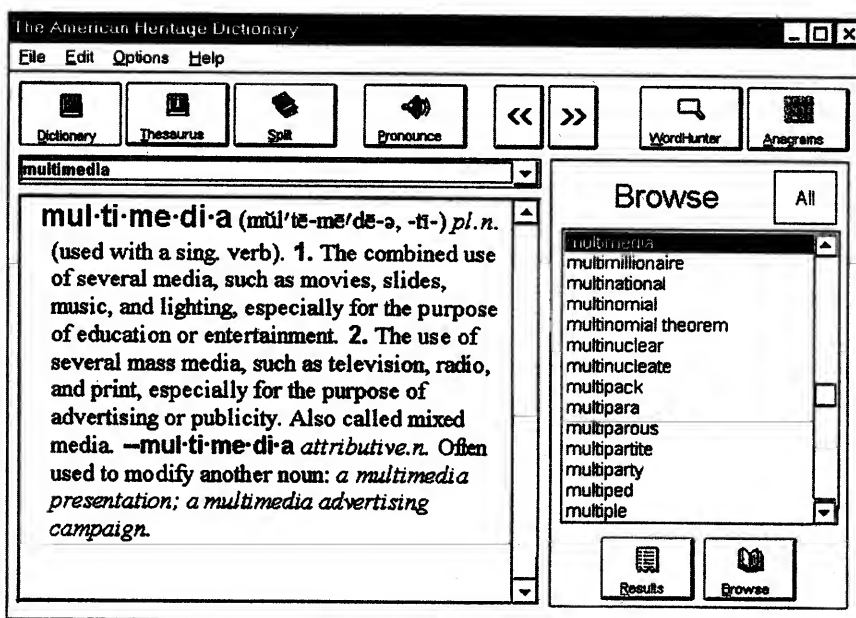 The American Heritage Dictionary
File Edit Options Help
Dictionary Thesaurus Split Pronounce << >> WordHunter Anagrams
multimedia
mul·ti·me·di·a (mŭl′tē-mē′dē-ə, -tī-) pl.n.
(used with a sing. verb). 1. The combined use
of several media, such as movies, slides,
music, and lighting, especially for the purpose
of education or entertainment. 2. The use of
several mass media, such as television, radio,
and print, especially for the purpose of
advertising or publicity. Also called mixed
media. —mul·ti·me·di·a attributive.n. Often
used to modify another noun: a multimedia
presentation; a multimedia advertising
campaign.
Browse All
multimedia
multimillionaire
multinational
multinomial
multinomial theorem
multinuclear
multinucleate
multipack
multipara
multiparous
multipartite
multiparty
multiped
multiple
Results Browse